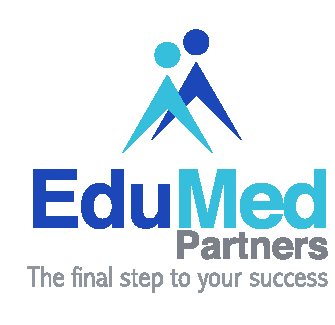 EduMed
Partners
The final step to your success